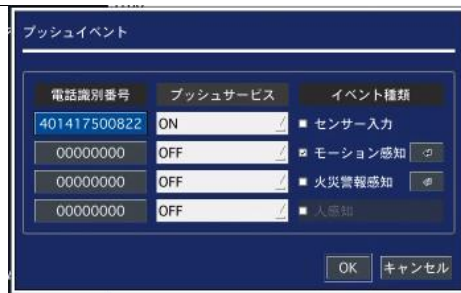 プッシュイベント
電話識別番号 プッシュサービス イベント種類
401417500822 ON センサー入力
00000000 OFF モーション感知
00000000 OFF 火災警報感知
00000000 OFF 人感知
OK キャンセル